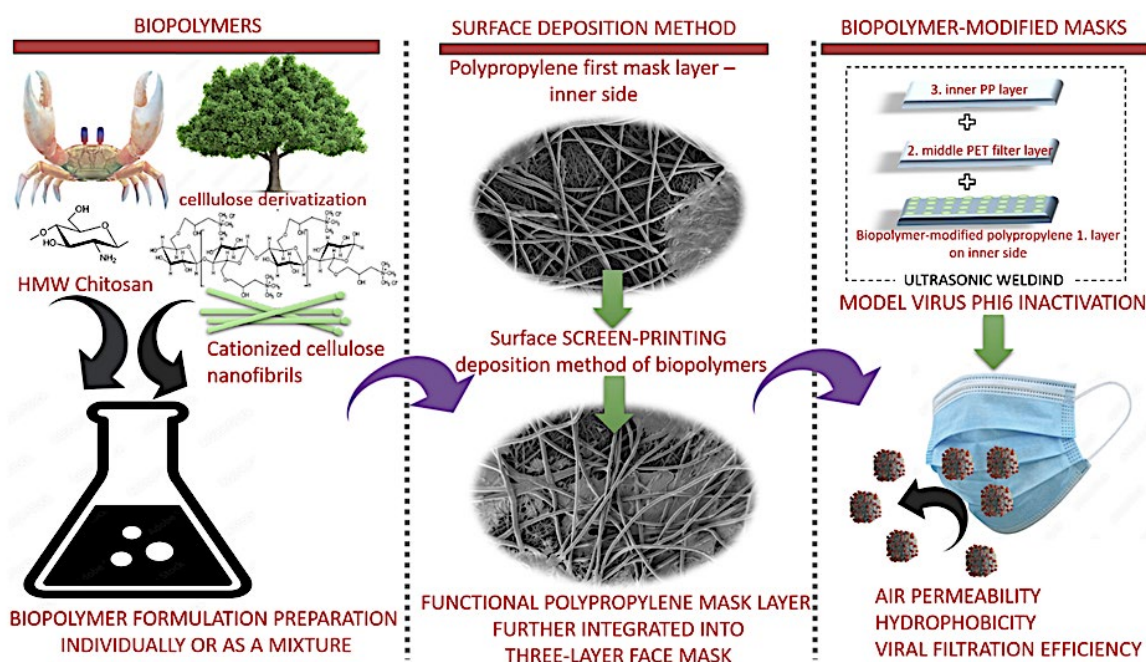 BIOPOLYMERS
celllulose derivatization
HMW Chitosan
Cationized cellulose
nanofibrils
BIOPOLYMER FORMULATION PREPARATION
INDIVIDUALLY OR AS A MIXTURE
SURFACE DEPOSITION METHOD
Polypropylene first mask layer –
inner side
Surface SCREEN-PRINTING
deposition method of biopolymers
FUNCTIONAL POLYPROPYLENE MASK LAYER
FURTHER INTEGRATED INTO
THREE-LAYER FACE MASK
BIOPOLYMER-MODIFIED MASKS
3. inner PP layer
2. middle PET filter layer
Biopolymer-modified polypropylene 1. layer
on inner side
ULTRASONIC WELDIND
MODEL VIRUS PHI6 INACTIVATION
AIR PERMEABILITY
HYDROPHOBICITY
VIRAL FILTRATION EFFICIENCY